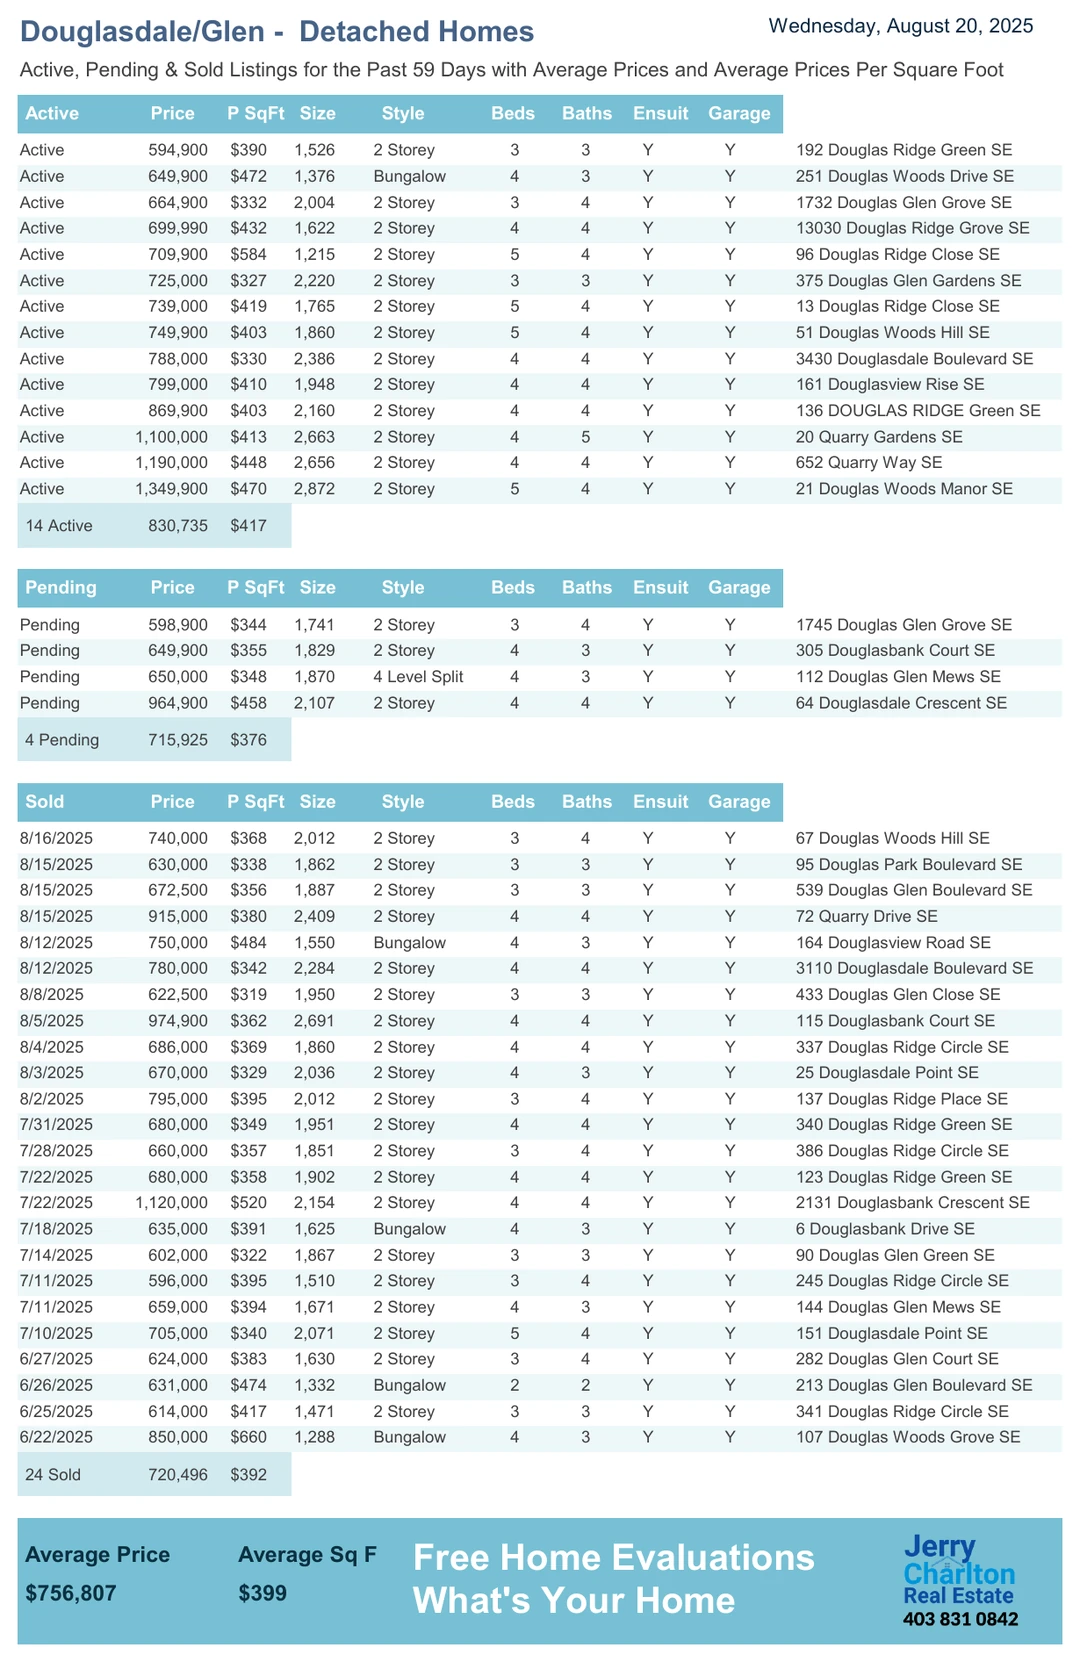 Douglasdale/Glen -  Detached Homes
Wednesday, August 20, 2025
Active, Pending & Sold Listings for the Past 59 Days with Average Prices and Average Prices Per Square Foot
Active Price P SqFt Size Style Beds Baths Ensuit Garage
Active 594,900 $390 1,526 2 Storey 3 3 Y Y 192 Douglas Ridge Green SE
Active 649,900 $472 1,376 Bungalow 4 3 Y Y 251 Douglas Woods Drive SE
Active 664,900 $332 2,004 2 Storey 3 4 Y Y 1732 Douglas Glen Grove SE
Active 699,990 $432 1,622 2 Storey 4 4 Y Y 13030 Douglas Ridge Grove SE
Active 709,900 $584 1,215 2 Storey 5 4 Y Y 96 Douglas Ridge Close SE
Active 725,000 $327 2,220 2 Storey 3 3 Y Y 375 Douglas Glen Gardens SE
Active 739,000 $419 1,765 2 Storey 5 4 Y Y 13 Douglas Ridge Close SE
Active 749,900 $403 1,860 2 Storey 5 4 Y Y 51 Douglas Woods Hill SE
Active 788,000 $330 2,386 2 Storey 4 4 Y Y 3430 Douglasdale Boulevard SE
Active 799,000 $410 1,948 2 Storey 4 4 Y Y 161 Douglasview Rise SE
Active 869,900 $403 2,160 2 Storey 4 4 Y Y 136 DOUGLAS RIDGE Green SE
Active 1,100,000 $413 2,663 2 Storey 4 5 Y Y 20 Quarry Gardens SE
Active 1,190,000 $448 2,656 2 Storey 4 4 Y Y 652 Quarry Way SE
Active 1,349,900 $470 2,872 2 Storey 5 4 Y Y 21 Douglas Woods Manor SE
14 Active 830,735 $417
Pending Price P SqFt Size Style Beds Baths Ensuit Garage
Pending 598,900 $344 1,741 2 Storey 3 4 Y Y 1745 Douglas Glen Grove SE
Pending 649,900 $355 1,829 2 Storey 4 3 Y Y 305 Douglasbank Court SE
Pending 650,000 $348 1,870 4 Level Split 4 3 Y Y 112 Douglas Glen Mews SE
Pending 964,900 $458 2,107 2 Storey 4 4 Y Y 64 Douglasdale Crescent SE
4 Pending 715,925 $376
Sold Price P SqFt Size Style Beds Baths Ensuit Garage
8/16/2025 740,000 $368 2,012 2 Storey 3 4 Y Y 67 Douglas Woods Hill SE
8/15/2025 630,000 $338 1,862 2 Storey 3 3 Y Y 95 Douglas Park Boulevard SE
8/15/2025 672,500 $356 1,887 2 Storey 3 3 Y Y 539 Douglas Glen Boulevard SE
8/15/2025 915,000 $380 2,409 2 Storey 4 4 Y Y 72 Quarry Drive SE
8/12/2025 750,000 $484 1,550 Bungalow 4 3 Y Y 164 Douglasview Road SE
8/12/2025 780,000 $342 2,284 2 Storey 4 4 Y Y 3110 Douglasdale Boulevard SE
8/8/2025 622,500 $319 1,950 2 Storey 3 3 Y Y 433 Douglas Glen Close SE
8/5/2025 974,900 $362 2,691 2 Storey 4 4 Y Y 115 Douglasbank Court SE
8/4/2025 686,000 $369 1,860 2 Storey 4 4 Y Y 337 Douglas Ridge Circle SE
8/3/2025 670,000 $329 2,036 2 Storey 4 3 Y Y 25 Douglasdale Point SE
8/2/2025 795,000 $395 2,012 2 Storey 3 4 Y Y 137 Douglas Ridge Place SE
7/31/2025 680,000 $349 1,951 2 Storey 4 4 Y Y 340 Douglas Ridge Green SE
7/28/2025 660,000 $357 1,851 2 Storey 3 4 Y Y 386 Douglas Ridge Circle SE
7/22/2025 680,000 $358 1,902 2 Storey 4 4 Y Y 123 Douglas Ridge Green SE
7/22/2025 1,120,000 $520 2,154 2 Storey 4 4 Y Y 2131 Douglasbank Crescent SE
7/18/2025 635,000 $391 1,625 Bungalow 4 3 Y Y 6 Douglasbank Drive SE
7/14/2025 602,000 $322 1,867 2 Storey 3 3 Y Y 90 Douglas Glen Green SE
7/11/2025 596,000 $395 1,510 2 Storey 3 4 Y Y 245 Douglas Ridge Circle SE
7/11/2025 659,000 $394 1,671 2 Storey 4 3 Y Y 144 Douglas Glen Mews SE
7/10/2025 705,000 $340 2,071 2 Storey 5 4 Y Y 151 Douglasdale Point SE
6/27/2025 624,000 $383 1,630 2 Storey 3 4 Y Y 282 Douglas Glen Court SE
6/26/2025 631,000 $474 1,332 Bungalow 2 2 Y Y 213 Douglas Glen Boulevard SE
6/25/2025 614,000 $417 1,471 2 Storey 3 3 Y Y 341 Douglas Ridge Circle SE
6/22/2025 850,000 $660 1,288 Bungalow 4 3 Y Y 107 Douglas Woods Grove SE
24 Sold 720,496 $392
Average Price Average Sq F
$756,807 $399
Free Home Evaluations
What's Your Home
Jerry
Charlton
Real Estate
403 831 0842